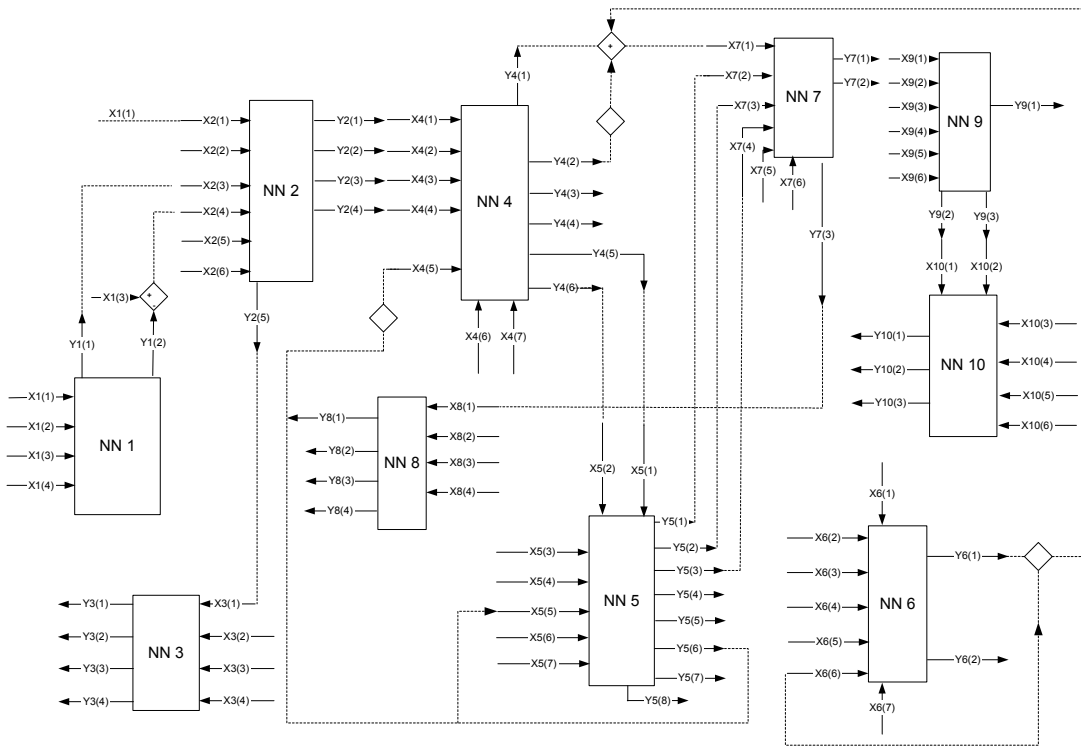 X1(1)
X2(1)
X2(2)
X2(3)
X2(4)
X2(5)
X2(6)
NN 2
Y2(1)
Y2(2)
Y2(3)
Y2(4)
Y2(5)
X1(3)
+
-
Y1(1)
Y1(2)
X1(1)
X1(2)
X1(3)
X1(4)
NN 1
X4(1)
X4(2)
X4(3)
X4(4)
X4(5)
X4(6)
X4(7)
NN 4
Y4(1)
Y4(2)
Y4(3)
Y4(4)
Y4(5)
Y4(6)
+
X7(1)
X7(2)
X7(3)
X7(4)
X7(5)
X7(6)
NN 7
Y7(1)
Y7(2)
Y7(3)
X9(1)
X9(2)
X9(3)
X9(4)
X9(5)
X9(6)
NN 9
Y9(1)
Y9(2)
Y9(3)
X10(1)
X10(2)
X10(3)
X10(4)
X10(5)
X10(6)
NN 10
Y10(1)
Y10(2)
Y10(3)
Y8(1)
Y8(2)
Y8(3)
Y8(4)
NN 8
X8(1)
X8(2)
X8(3)
X8(4)
X5(2)
X5(1)
X5(3)
X5(4)
X5(5)
X5(6)
X5(7)
NN 5
Y5(1)
Y5(2)
Y5(3)
Y5(4)
Y5(5)
Y5(6)
Y5(7)
Y5(8)
Y3(1)
Y3(2)
Y3(3)
Y3(4)
NN 3
X3(1)
X3(2)
X3(3)
X3(4)
X6(1)
X6(2)
X6(3)
X6(4)
X6(5)
X6(6)
X6(7)
NN 6
Y6(1)
Y6(2)